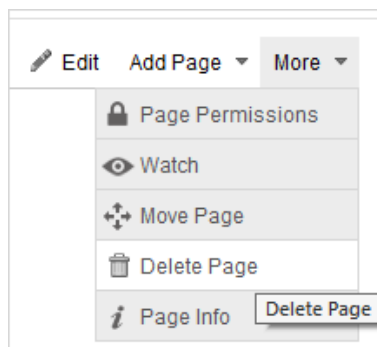 Edit Add Page More
Page Permissions
Watch
Move Page
Delete Page
Page Info
Delete Page